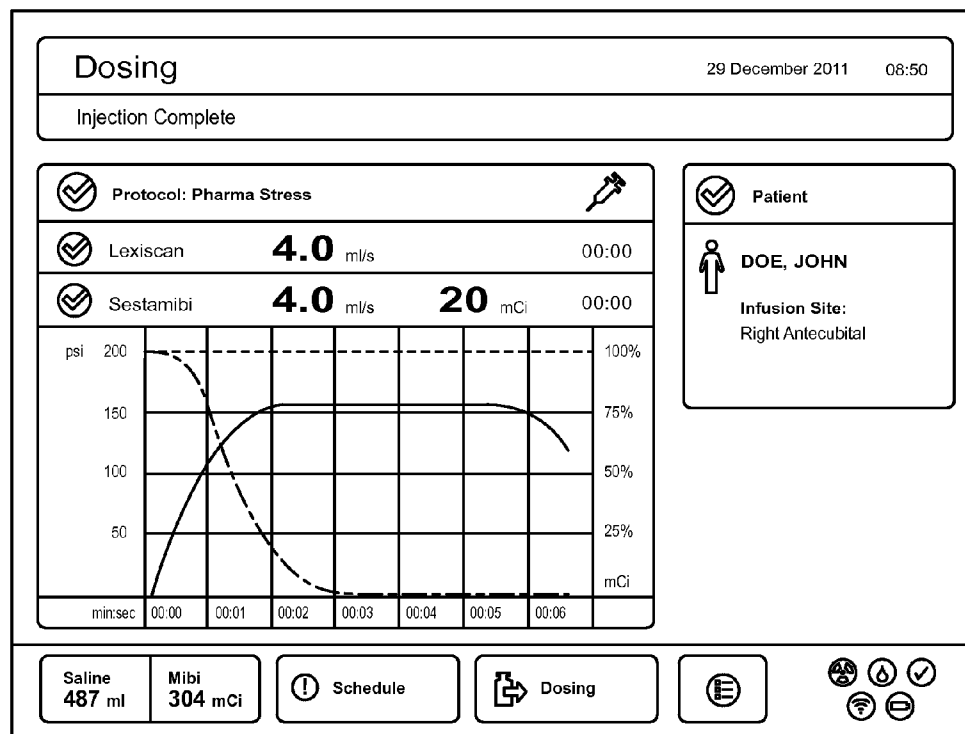 Dosing
29 December 2011 08:50
Injection Complete
Protocol: Pharma Stress
Lexiscan 4.0 ml/s 00:00
Sestamibi 4.0 ml/s 20 mCi 00:00
psi 200 100%
150 75%
100 50%
50 25%
mCi
min:sec 00:00 00:01 00:02 00:03 00:04 00:05 00:06
Patient
DOE, JOHN
Infusion Site:
Right Antecubital
Saline
487 ml
Mibi
304 mCi
Schedule
Dosing